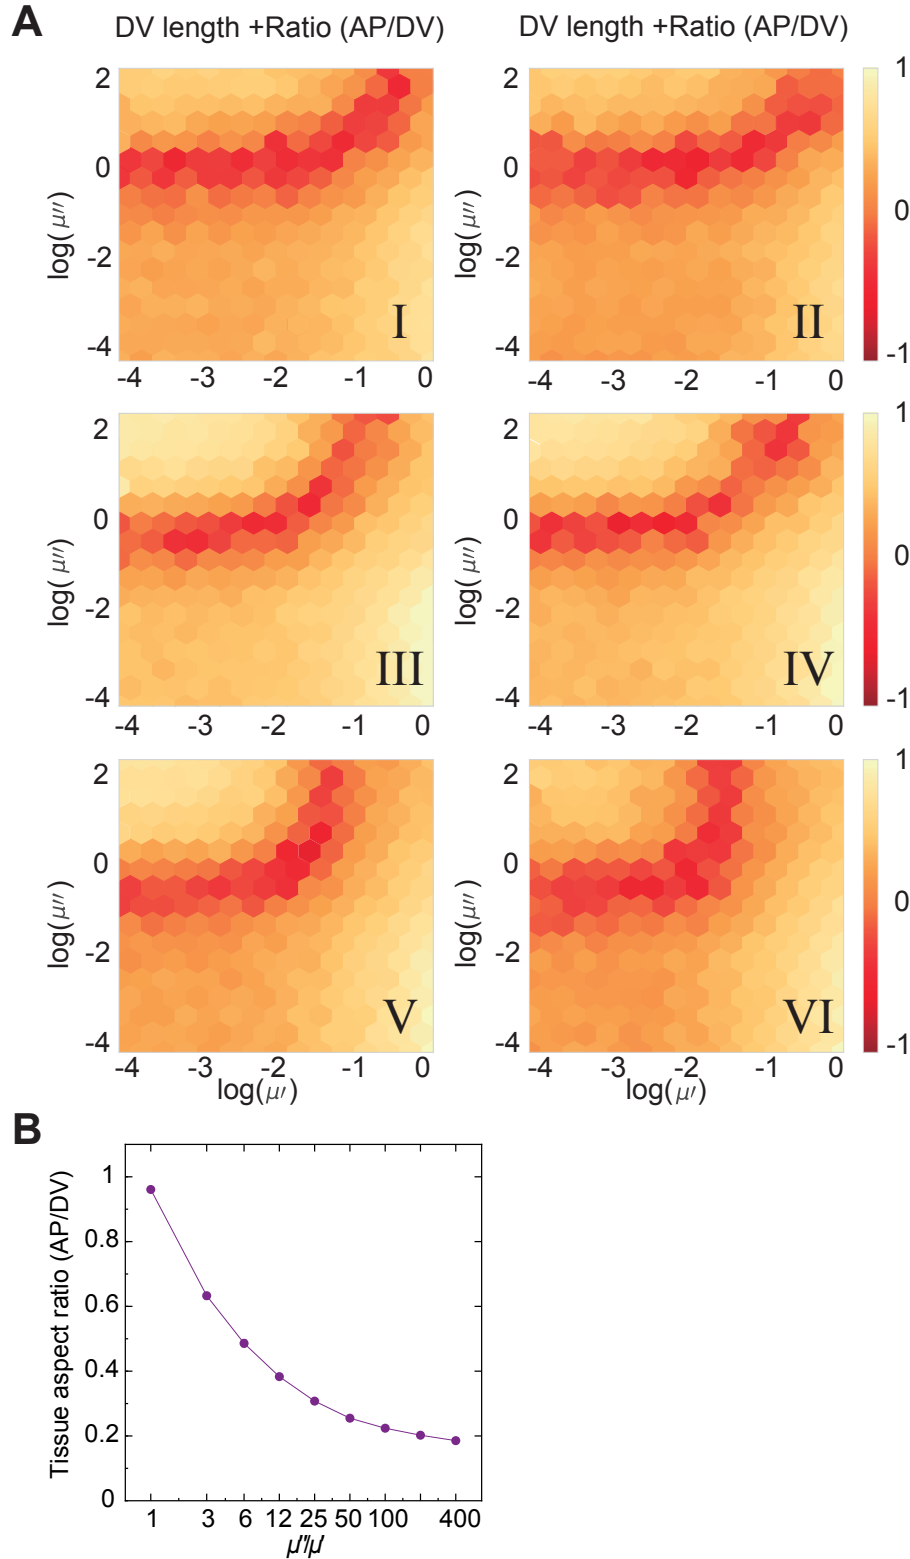 A
DV length +Ratio (AP/DV)
DV length +Ratio (AP/DV)
log(μ′′)
2
0
-2
-4
-4 -3 -2 -1 0
I
log(μ′′)
2
0
-2
-4
-4 -3 -2 -1 0
II
1
0
-1
log(μ′′)
2
0
-2
-4
-4 -3 -2 -1 0
III
log(μ′′)
2
0
-2
-4
-4 -3 -2 -1 0
IV
1
0
-1
log(μ′′)
2
0
-2
-4
-4 -3 -2 -1 0
log(μ′)
V
log(μ′′)
2
0
-2
-4
-4 -3 -2 -1 0
log(μ′)
VI
1
0
-1
B
Tissue aspect ratio (AP/DV)
1
0.8
0.6
0.4
0.2
0
1 3 6 12 25 50 100 400
μ′′/μ′